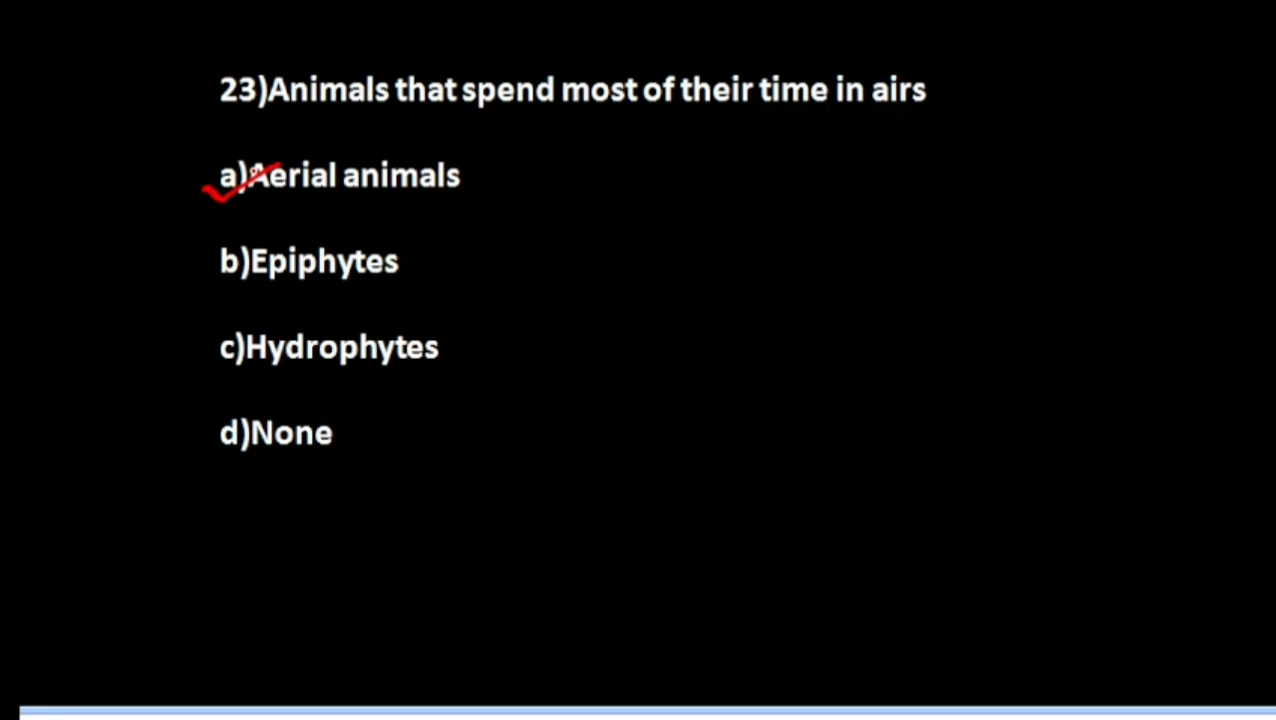 23)Animals that spend most of their time in airs
a)Aerial animals
b)Epiphytes
c)Hydrophytes
d)None